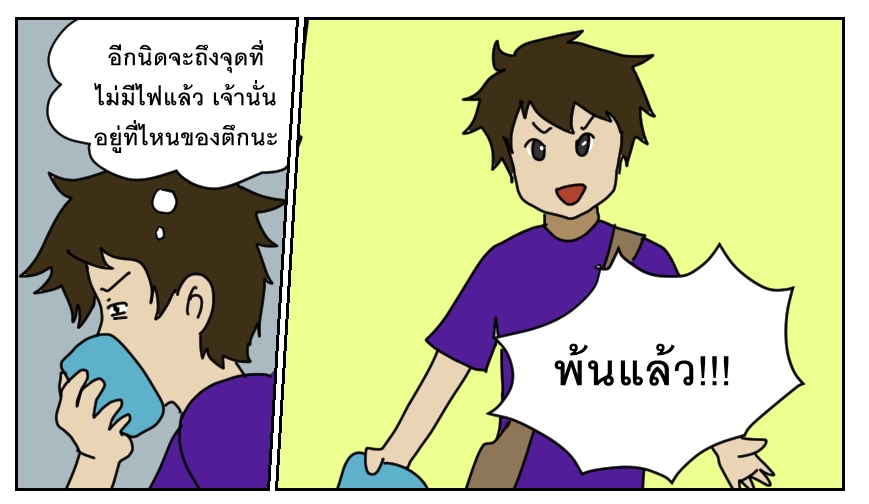 อีกนิดจะถึงจุดที่
ไม่มีไฟแล้ว เจ้านั่น
อยู่ที่ไหนของตึกนะ
พ้นแล้ว!!!